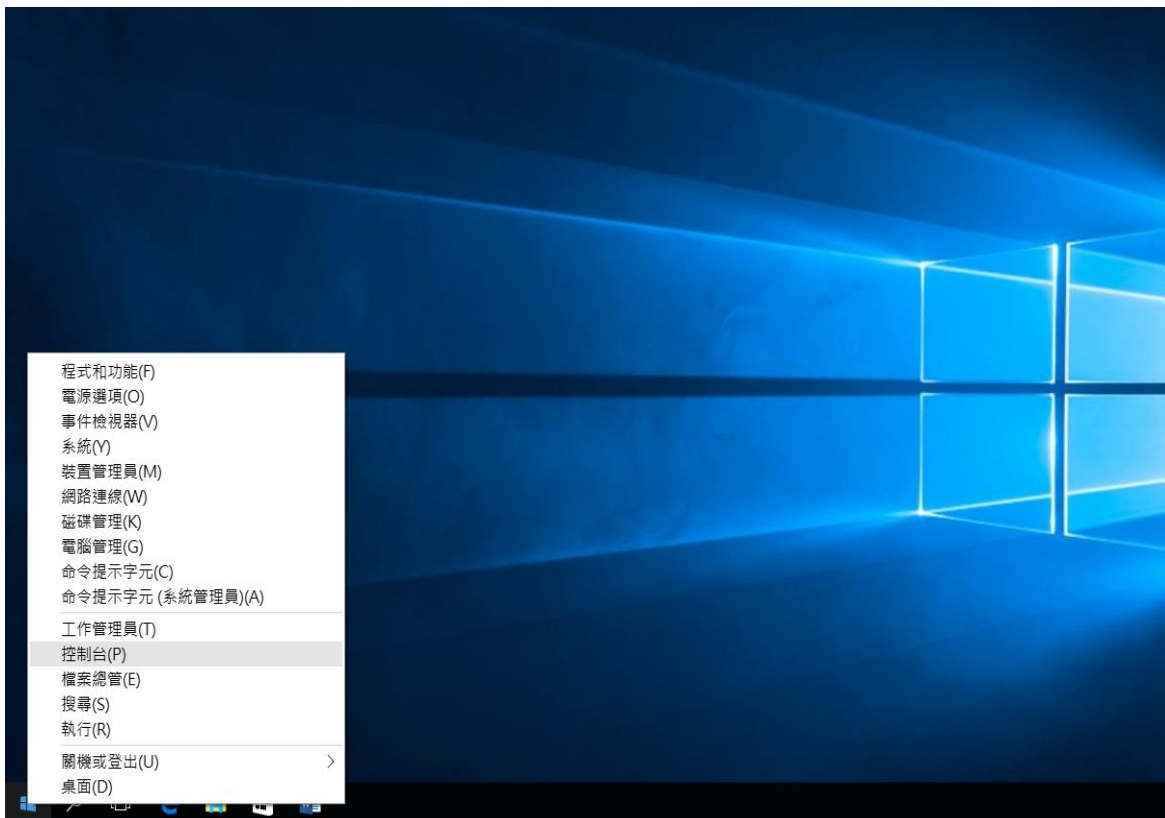 程式和功能(F)
電源選項(O)
事件檢視器(V)
系統(Y)
裝置管理員(M)
網路連線(W)
磁碟管理(K)
電腦管理(G)
命令提示字元(C)
命令提示字元 (系統管理員)(A)
工作管理員(T)
控制台(P)
檔案總管(E)
搜尋(S)
執行(R)
關機或登出(U)
桌面(D)